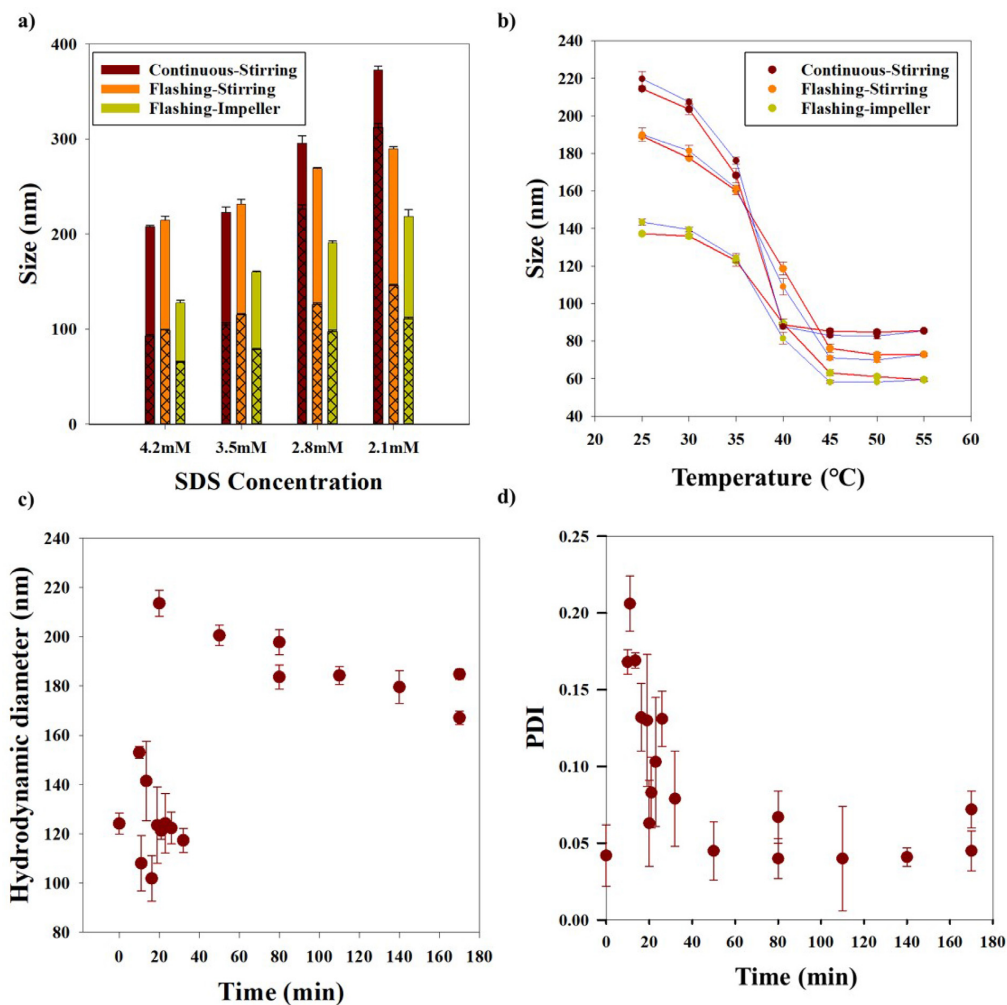 a)
400
300
200
100
0
Size (nm)
Continuous-Stirring
Flashing-Stirring
Flashing-Impeller
4.2mM 3.5mM 2.8mM 2.1mM
SDS Concentration
b)
240
220
200
180
160
140
120
100
80
60
40
Size (nm)
Continuous-Stirring
Flashing-Stirring
Flashing-impeller
20 25 30 35 40 45 50 55 60
Temperature (°C)
c)
240
220
200
180
160
140
120
100
80
Hydrodynamic diameter (nm)
0 20 40 60 80 100 120 140 160 180
Time (min)
d)
0.25
0.20
0.15
0.10
0.05
0.00
PDI
0 20 40 60 80 100 120 140 160 180
Time (min)